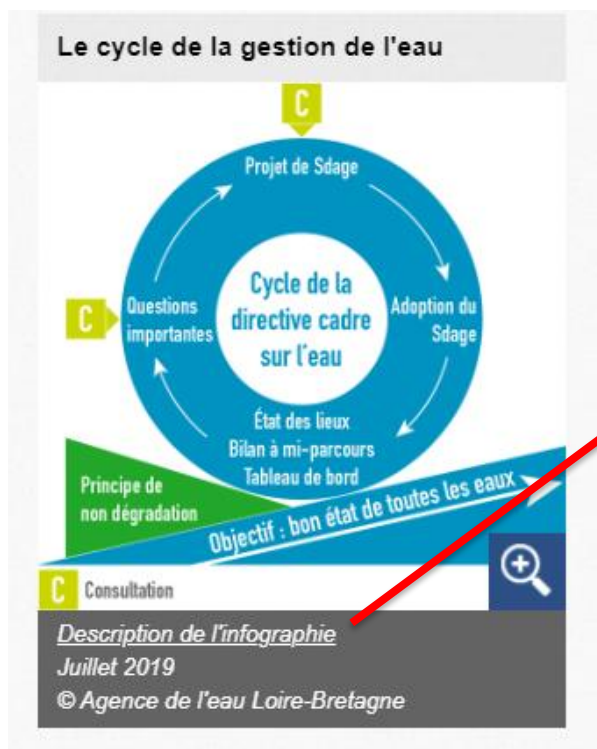 Le cycle de la gestion de l'eau
C
Projet de Sdage
Cycle de la
directive cadre
sur l'eau
C
Questions
importantes
Adoption du
Sdage
État des lieux
Bilan à mi-parcours
Tableau de bord
Principe de
non dégradation
Objectif : bon état de toutes les eaux
C Consultation
Description de l'infographie
Juillet 2019
© Agence de l'eau Loire-Bretagne